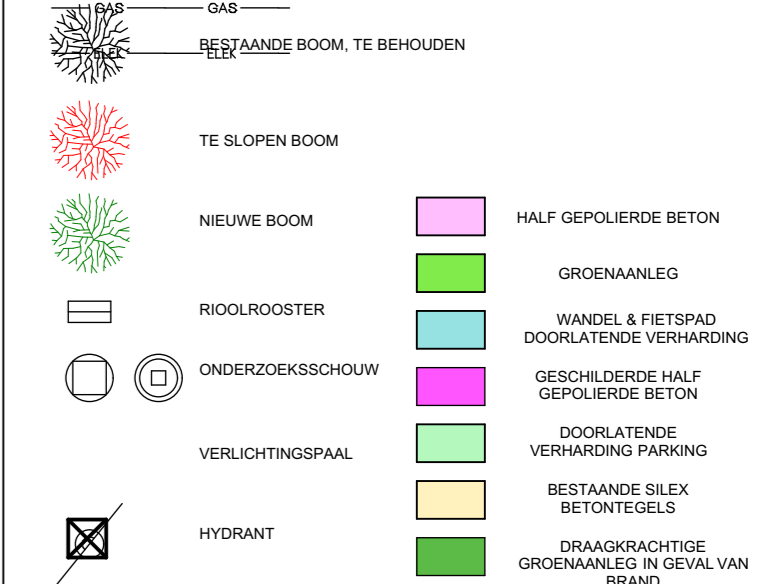 GAS GAS
BESTAANDE BOOM, TE BEHOUDEN
ELEK ELEK
TE SLOPEN BOOM
NIEUWE BOOM
RIOOLROOSTER
ONDERZOEKSSCHOUW
VERLICHTINGSPAAL
HYDRANT
HALF GEPOLIERDE BETON
GROENAANLEG
WANDEL & FIETSPAD
DOORLATENDE VERHARDING
GESCHILDERDE HALF
GEPOLIERDE BETON
DOORLATENDE
VERHARDING PARKING
BESTAANDE SILEX
BETONTEGELS
DRAAGKRACHTIGE
GROENAANLEG IN GEVAL VAN
BRAND